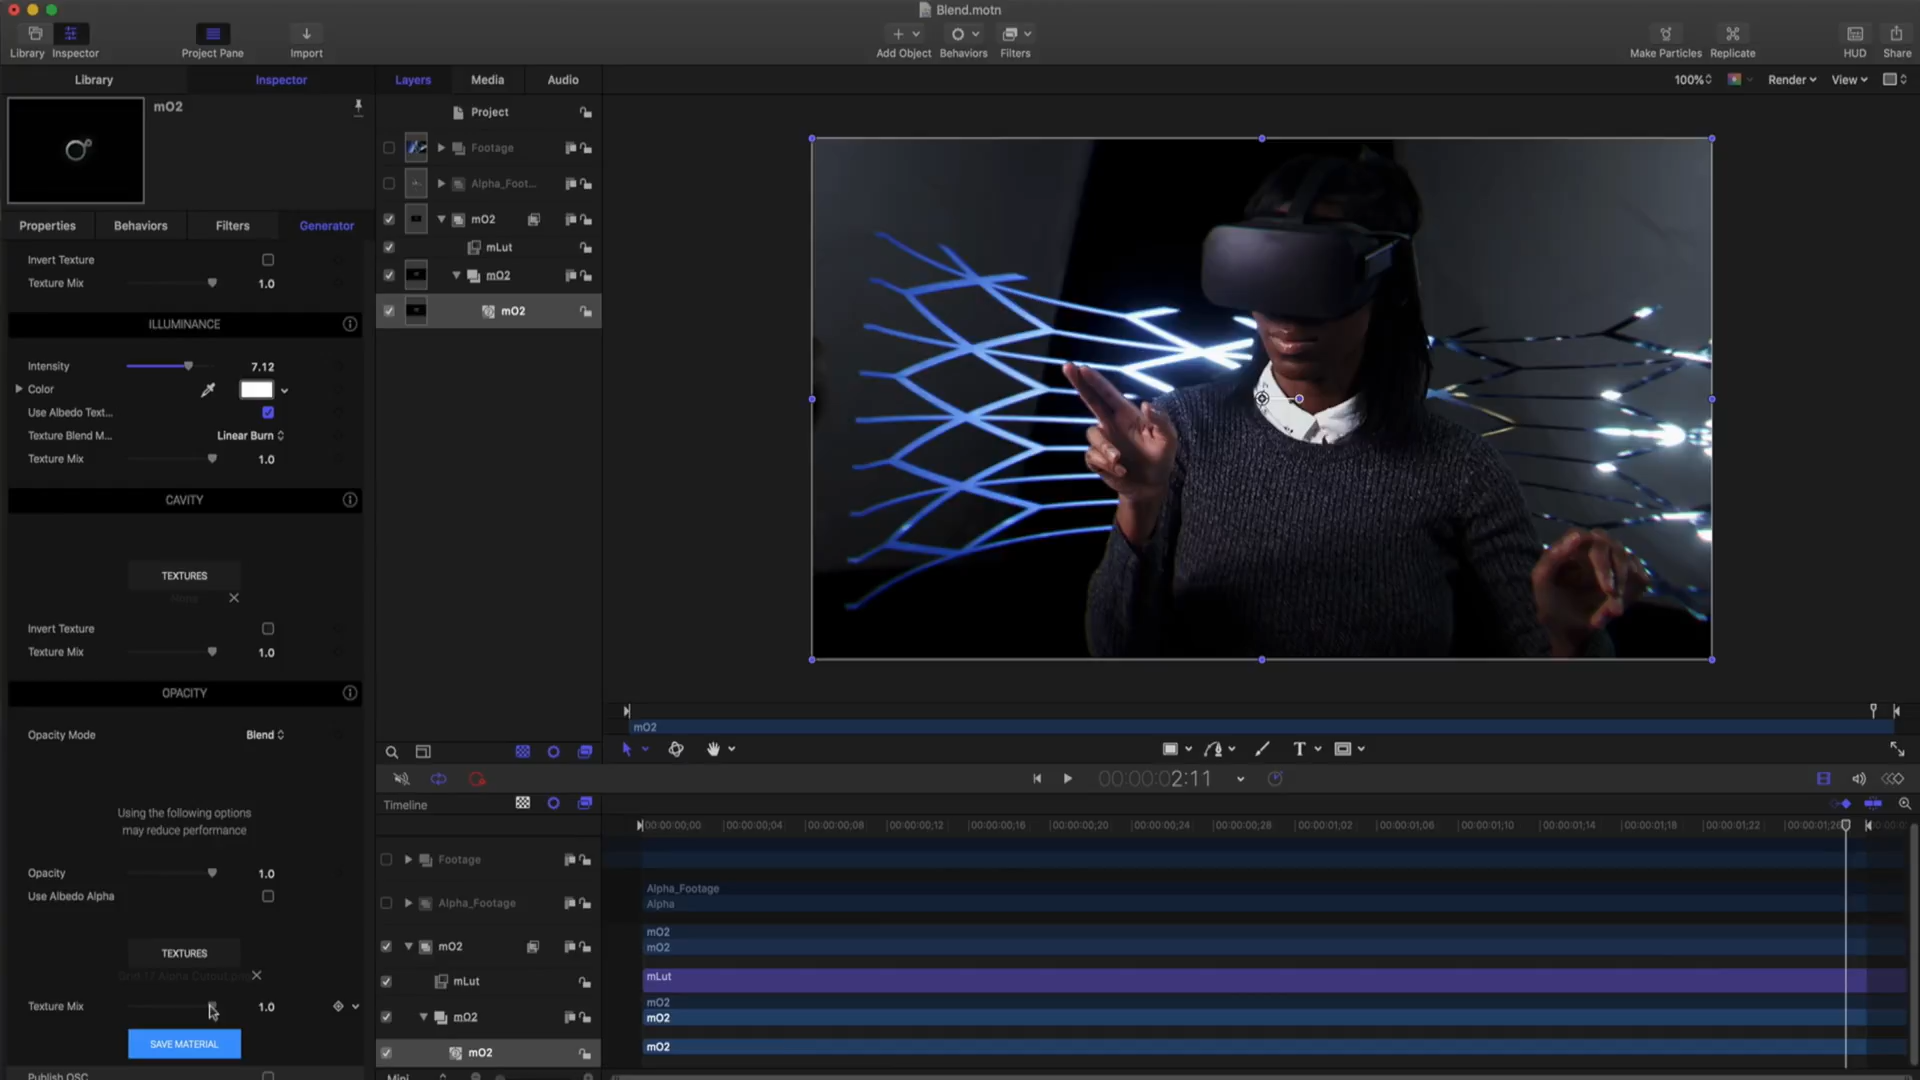 Blend.motn
Library
Inspector
Project Pane
Import
Add Object
Behaviors
Filters
Make Particles
Replicate
HUD
Share
Library
Inspector
Layers
Media
Audio
100%
Render
View
mO2
Project
Footage
Alpha_Foot...
mO2
mLut
mO2
mO2
Properties
Behaviors
Filters
Generator
Invert Texture
Texture Mix
1.0
ILLUMINANCE
Intensity
7.12
Color
Use Albedo Text...
Texture Blend M...
Linear Burn
Texture Mix
1.0
CAVITY
TEXTURES
None
Invert Texture
Texture Mix
1.0
OPACITY
Opacity Mode
Blend
Using the following options
may reduce performance
Opacity
1.0
Use Albedo Alpha
TEXTURES
Texture Mix
1.0
SAVE MATERIAL
Publish OSC
mO2
T
00:00:00:02:11
Timeline
00:00:00;00
00:00:00;04
00:00:00;08
00:00:00;12
00:00:00;16
00:00:00;20
00:00:00;24
00:00:00;28
00:00:01;02
00:00:01;06
00:00:01;10
00:00:01;14
00:00:01;18
00:00:01;22
Footage
Alpha_Footage
Alpha_Footage
Alpha
mO2
mO2
mO2
mLut
mLut
mO2
mO2
mO2
mO2
mO2
Mini